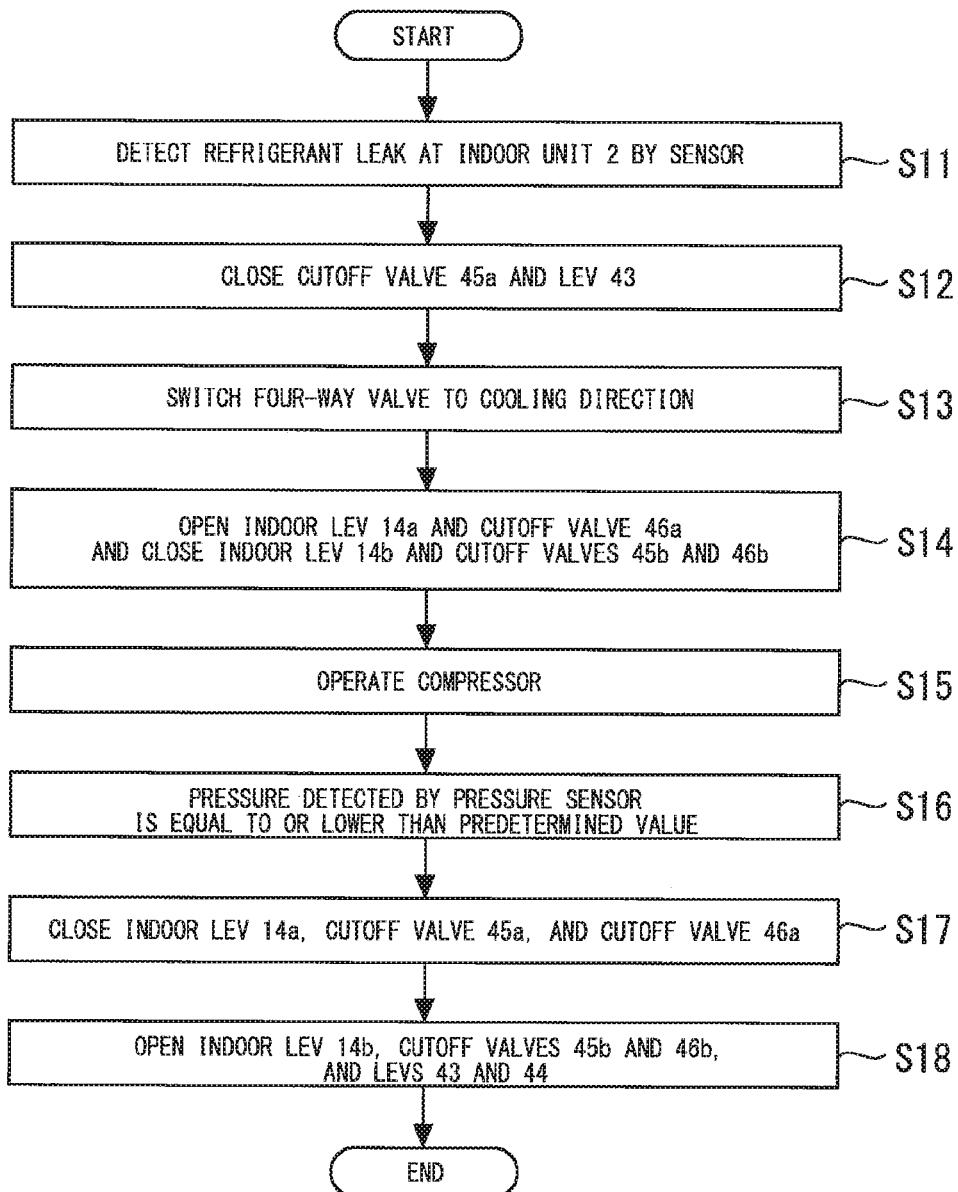 START
DETECT REFRIGERANT LEAK AT INDOOR UNIT 2 BY SENSOR
S11
CLOSE CUTOFF VALVE 45a AND LEV 43
S12
SWITCH FOUR-WAY VALVE TO COOLING DIRECTION
S13
OPEN INDOOR LEV 14a AND CUTOFF VALVE 46a
AND CLOSE INDOOR LEV 14b AND CUTOFF VALVES 45b AND 46b
S14
OPERATE COMPRESSOR
S15
PRESSURE DETECTED BY PRESSURE SENSOR
IS EQUAL TO OR LOWER THAN PREDETERMINED VALUE
S16
CLOSE INDOOR LEV 14a, CUTOFF VALVE 45a, AND CUTOFF VALVE 46a
S17
OPEN INDOOR LEV 14b, CUTOFF VALVES 45b AND 46b,
AND LEVS 43 AND 44
S18
END